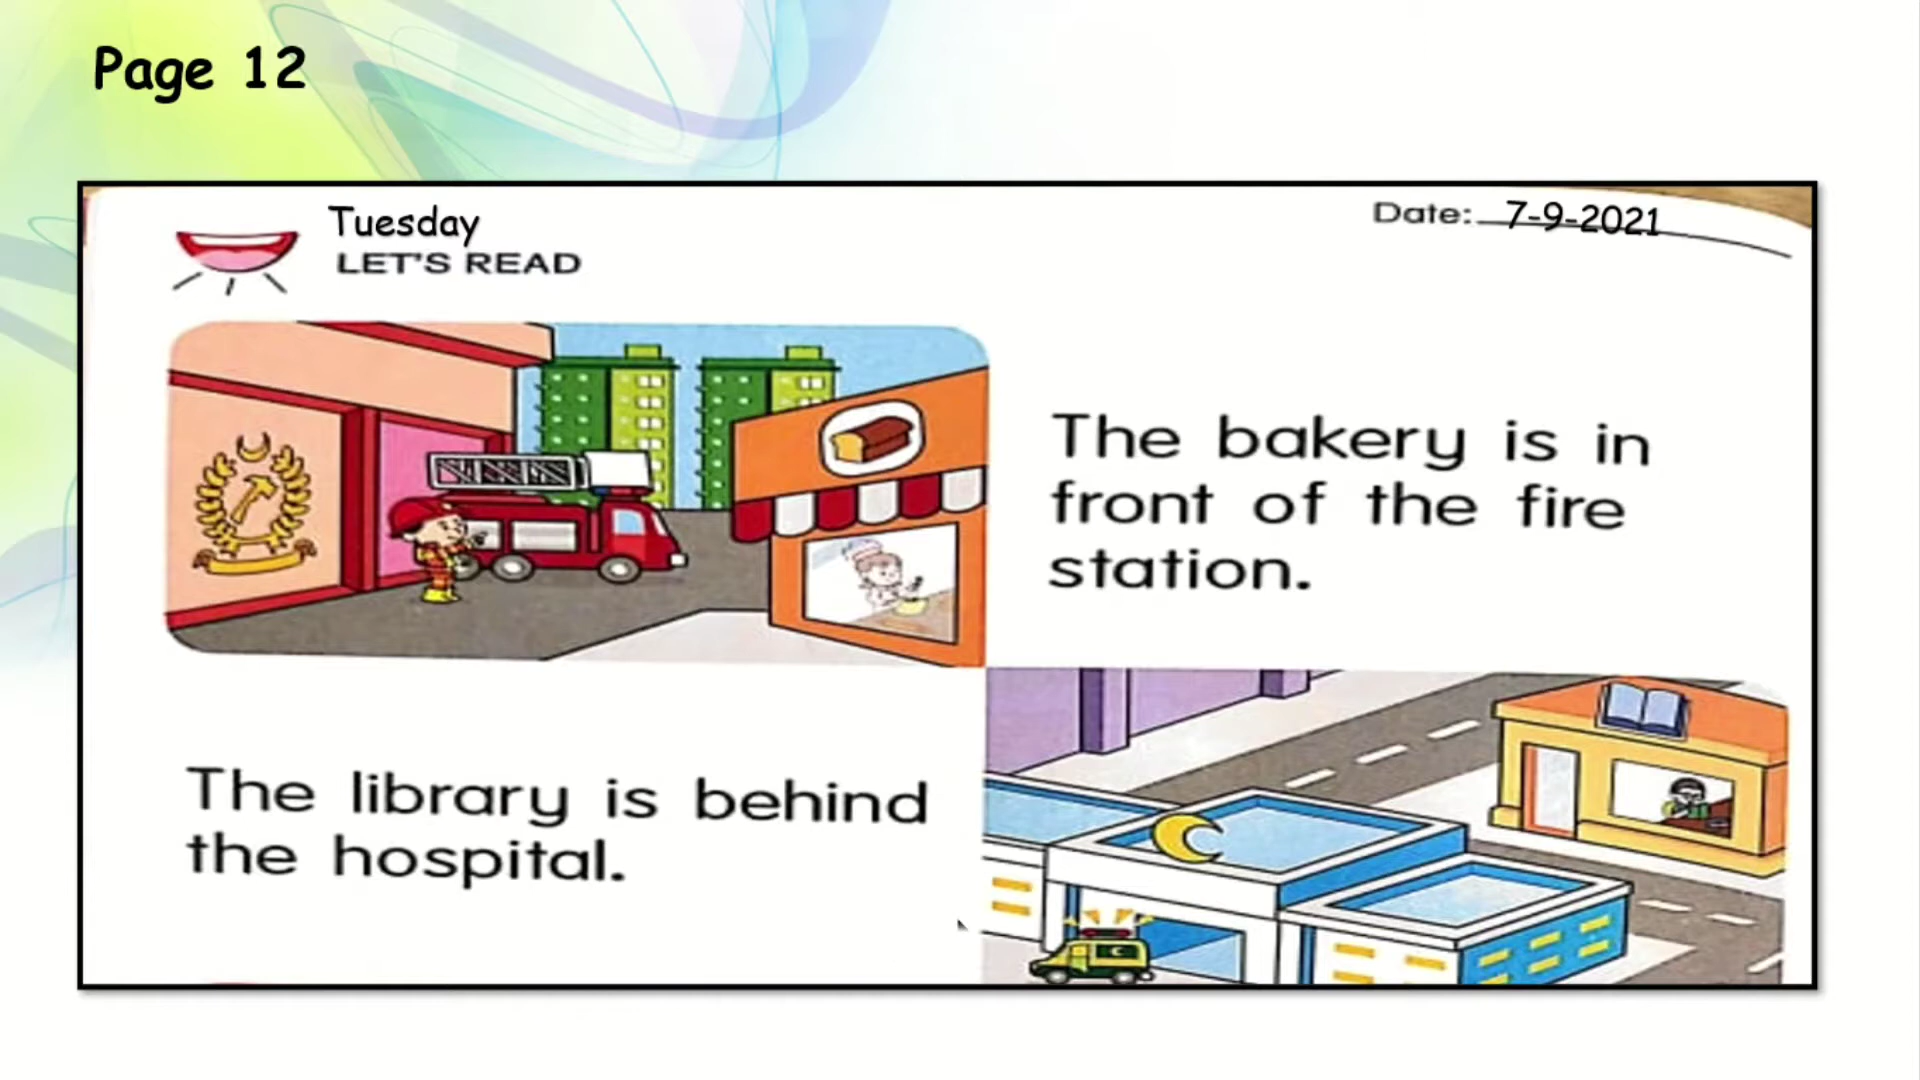 Page 12
Tuesday
Date: 7-9-2021
LET'S READ
The bakery is in
front of the fire
station.
The library is behind
the hospital.